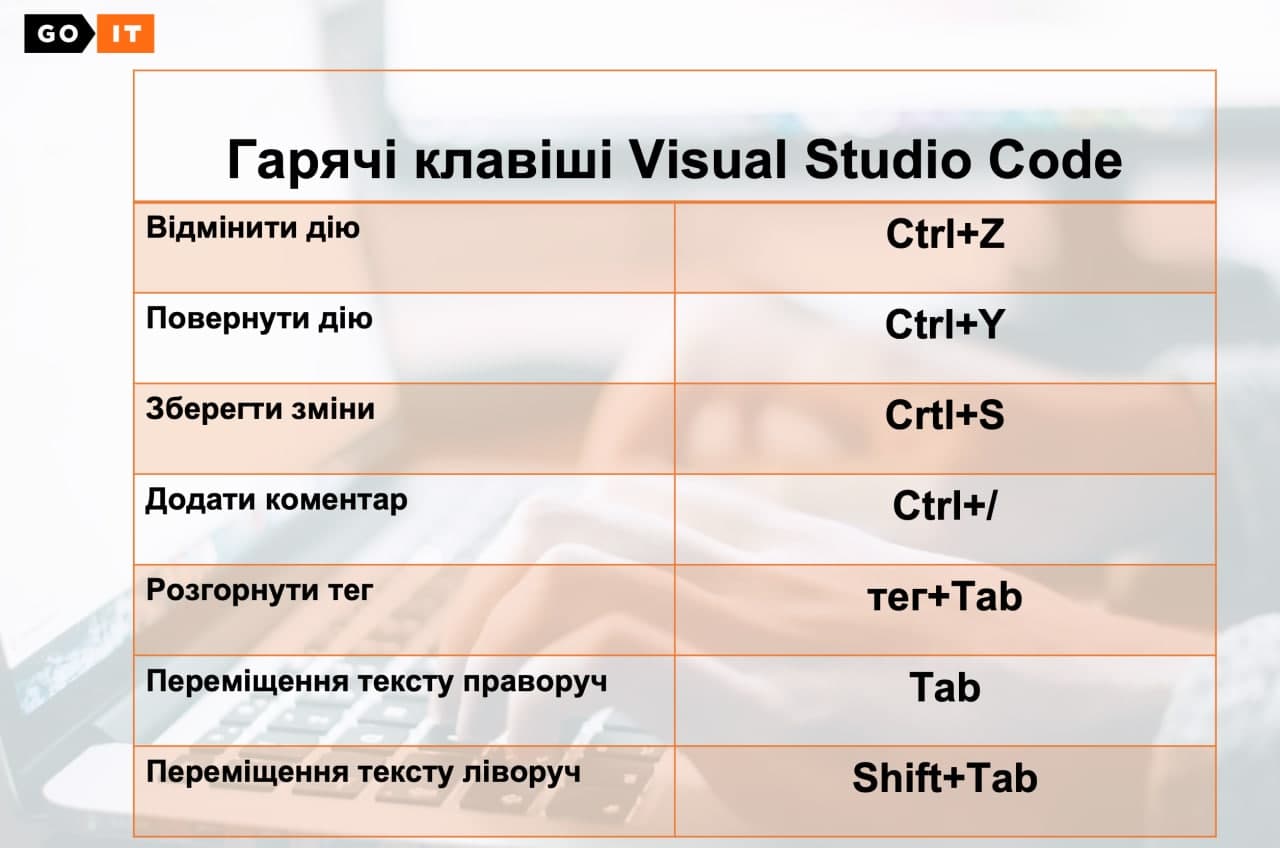 GO IT
Гарячі клавіші Visual Studio Code
Відмінити дію
Ctrl+Z
Повернути дію
Ctrl+Y
Зберегти зміни
Crtl+S
Додати коментар
Ctrl+/
Розгорнути тег
тег+Tab
Переміщення тексту праворуч
Tab
Переміщення тексту ліворуч
Shift+Tab